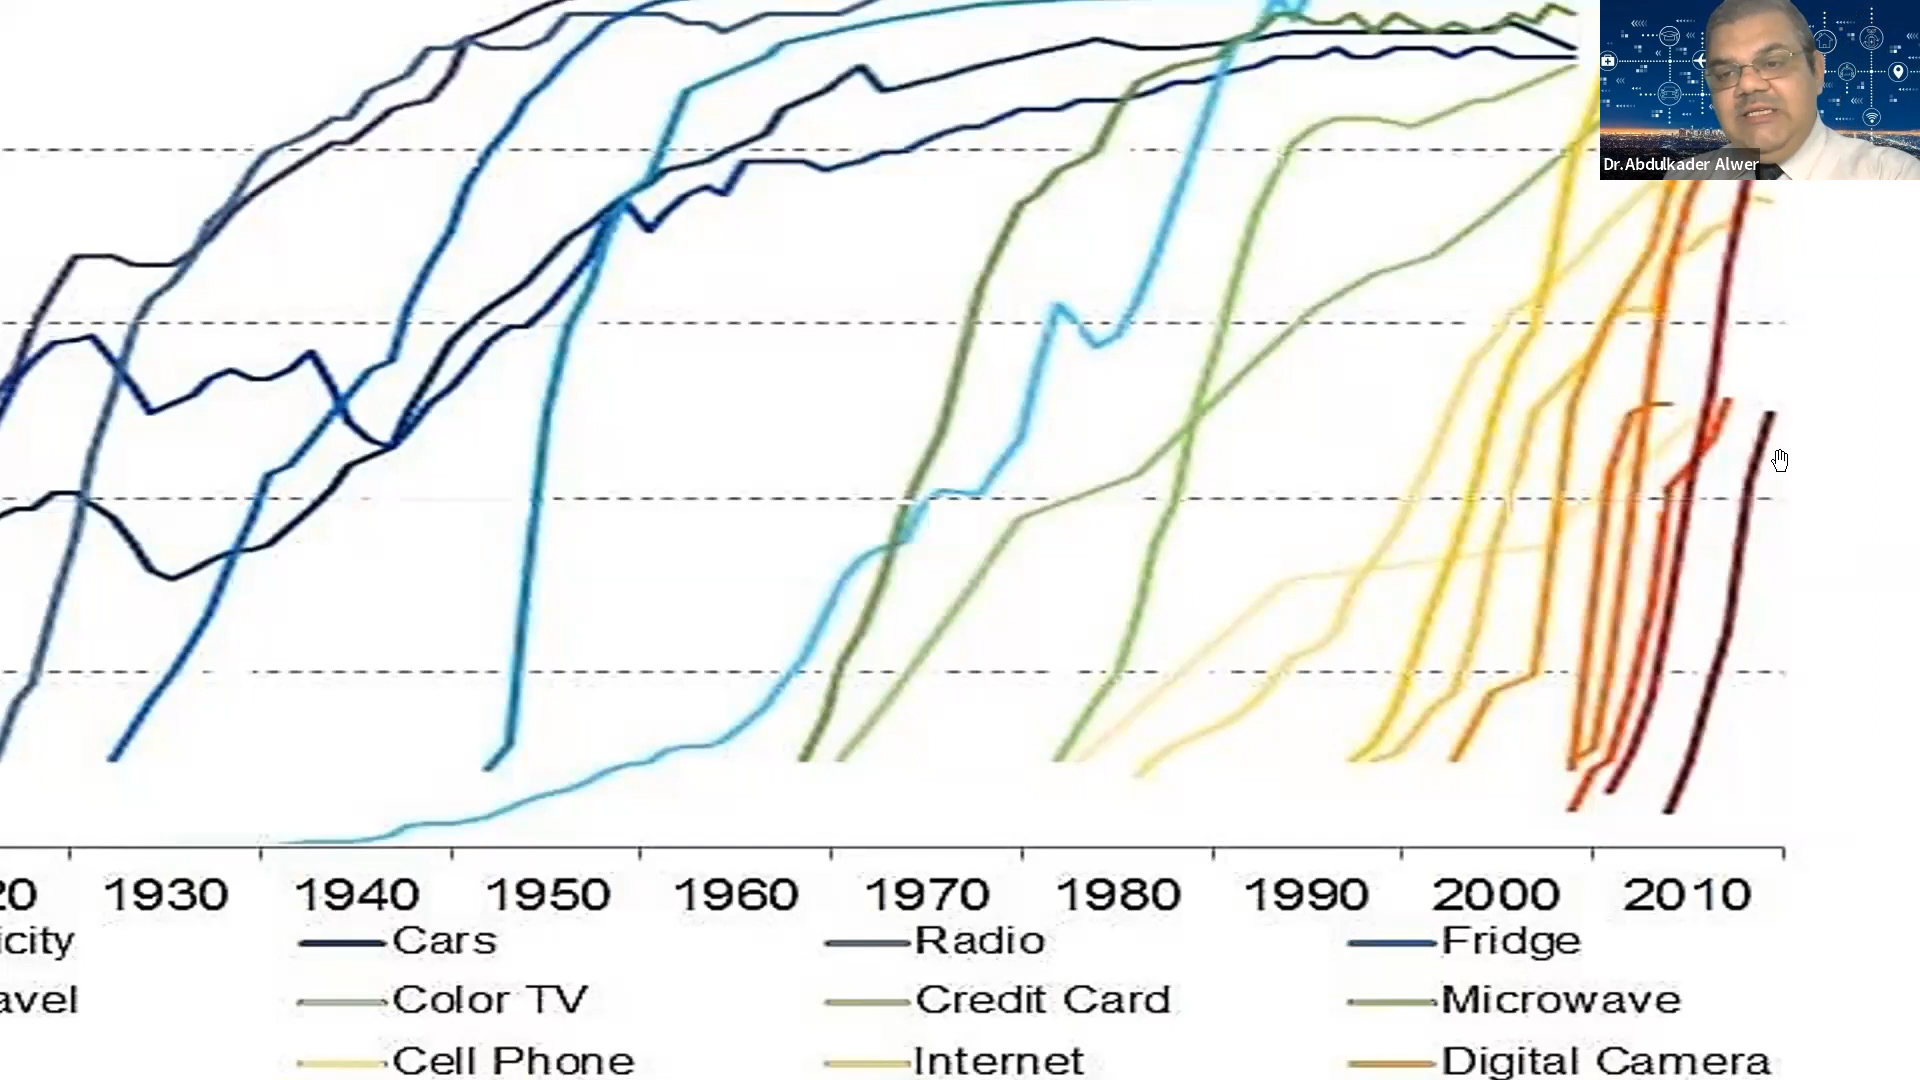 Dr.Abdulkader Alwer
20 1930 1940 1950 1960 1970 1980 1990 2000 2010
icity Cars Radio Fridge
avel Color TV Credit Card Microwave
Cell Phone Internet Digital Camera